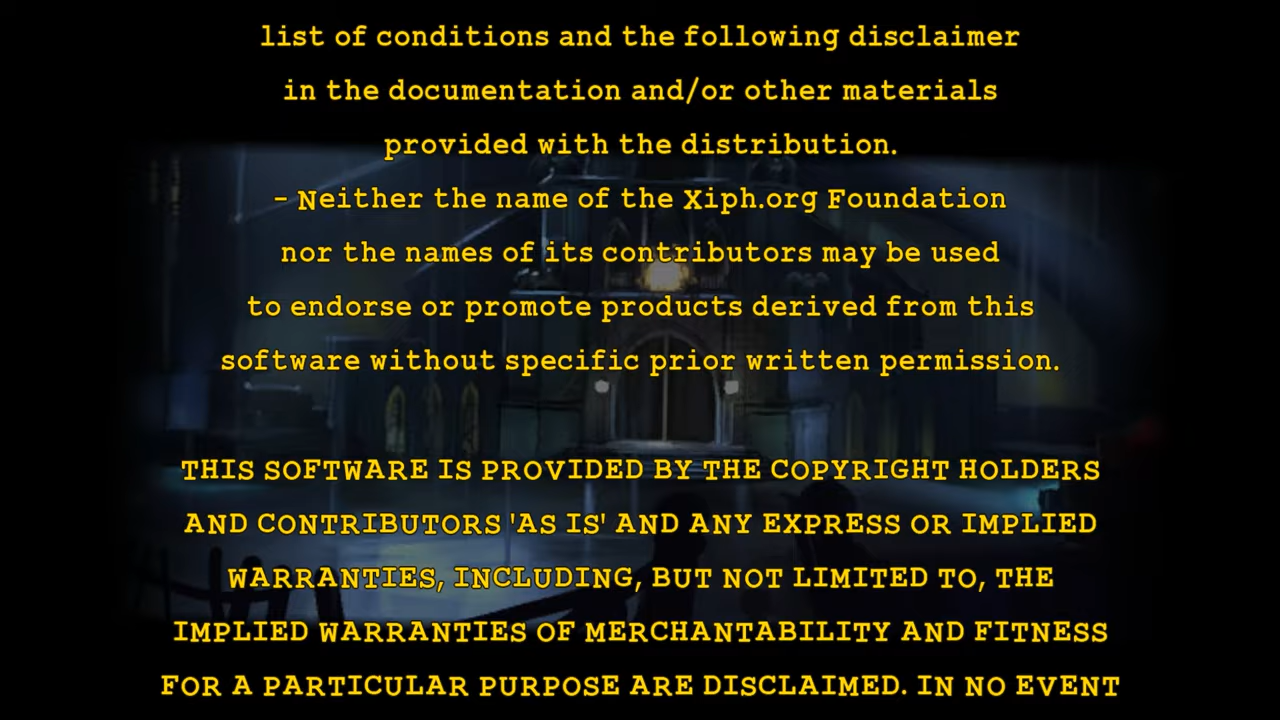 list of conditions and the following disclaimer
in the documentation and/or other materials
provided with the distribution.
- Neither the name of the Xiph.org Foundation
nor the names of its contributors may be used
to endorse or promote products derived from this
software without specific prior written permission.
THIS SOFTWARE IS PROVIDED BY THE COPYRIGHT HOLDERS
AND CONTRIBUTORS 'AS IS' AND ANY EXPRESS OR IMPLIED
WARRANTIES, INCLUDING, BUT NOT LIMITED TO, THE
IMPLIED WARRANTIES OF MERCHANTABILITY AND FITNESS
FOR A PARTICULAR PURPOSE ARE DISCLAIMED. IN NO EVENT